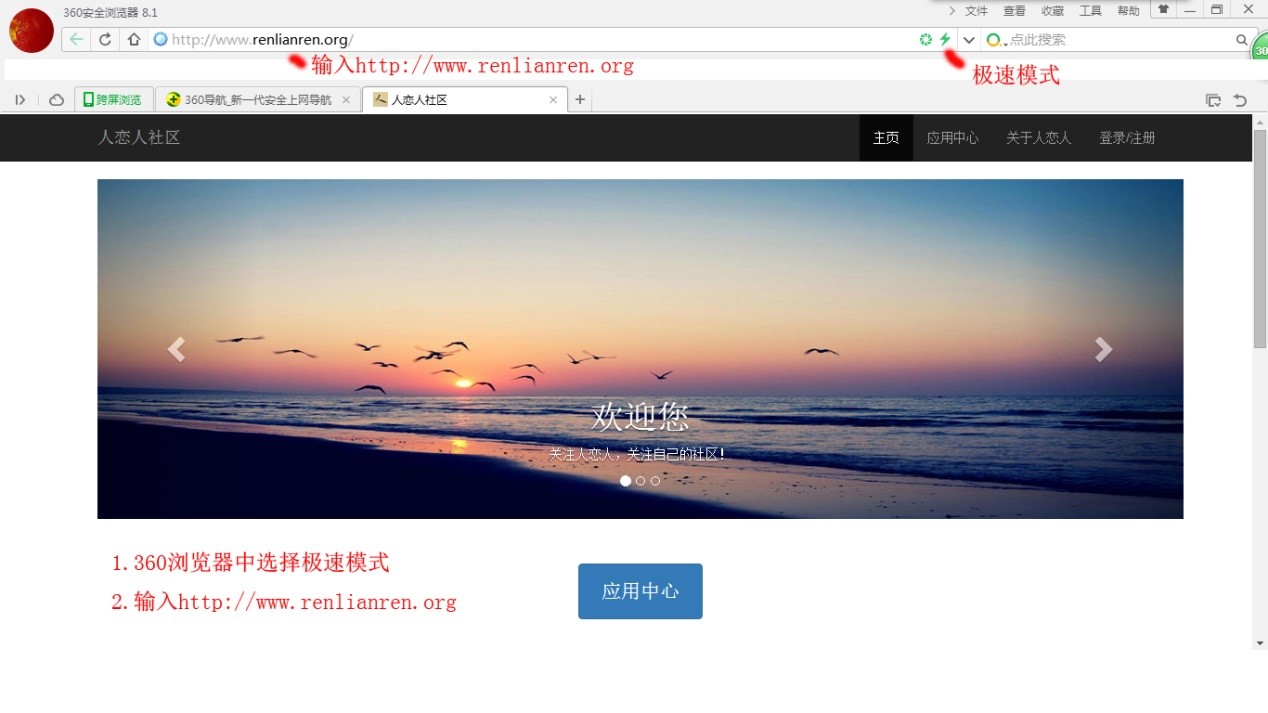 360安全浏览器 8.1
文件 查看 收藏 工具 帮助
http://www.renlianren.org/
点此搜索
30
输入http://www.renlianren.org
极速模式
跨屏浏览
360导航_新一代安全上网导航
人恋人社区
人恋人社区
主页 应用中心 关于人恋人 登录/注册
欢迎您
关注人恋人，关注自己的社区!
1.360浏览器中选择极速模式
应用中心
2.输入http://www.renlianren.org